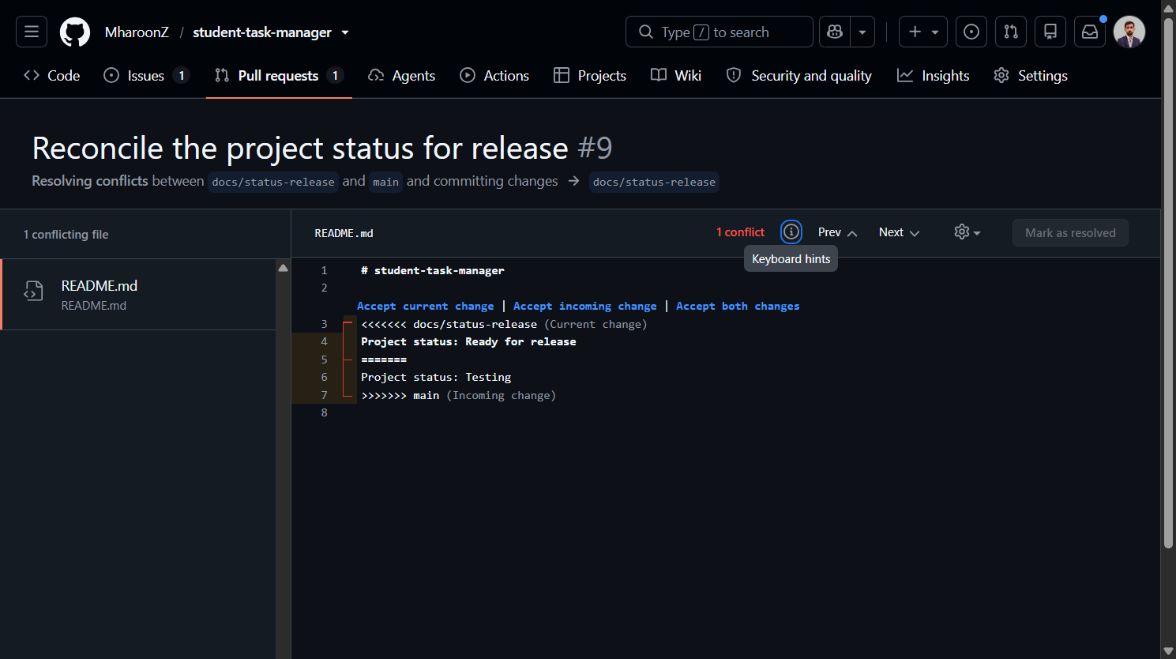 MharoonZ / student-task-manager
Type / to search
Code
Issues 1
Pull requests 1
Agents
Actions
Projects
Wiki
Security and quality
Insights
Settings
Reconcile the project status for release #9
Resolving conflicts between docs/status-release and main and committing changes → docs/status-release
1 conflicting file
README.md
README.md
README.md
1 conflict
Prev
Next
Mark as resolved
Keyboard hints
1 # student-task-manager
2
Accept current change | Accept incoming change | Accept both changes
3 <<<<<<< docs/status-release (Current change)
4 Project status: Ready for release
5 =======
6 Project status: Testing
7 >>>>>>> main (Incoming change)
8